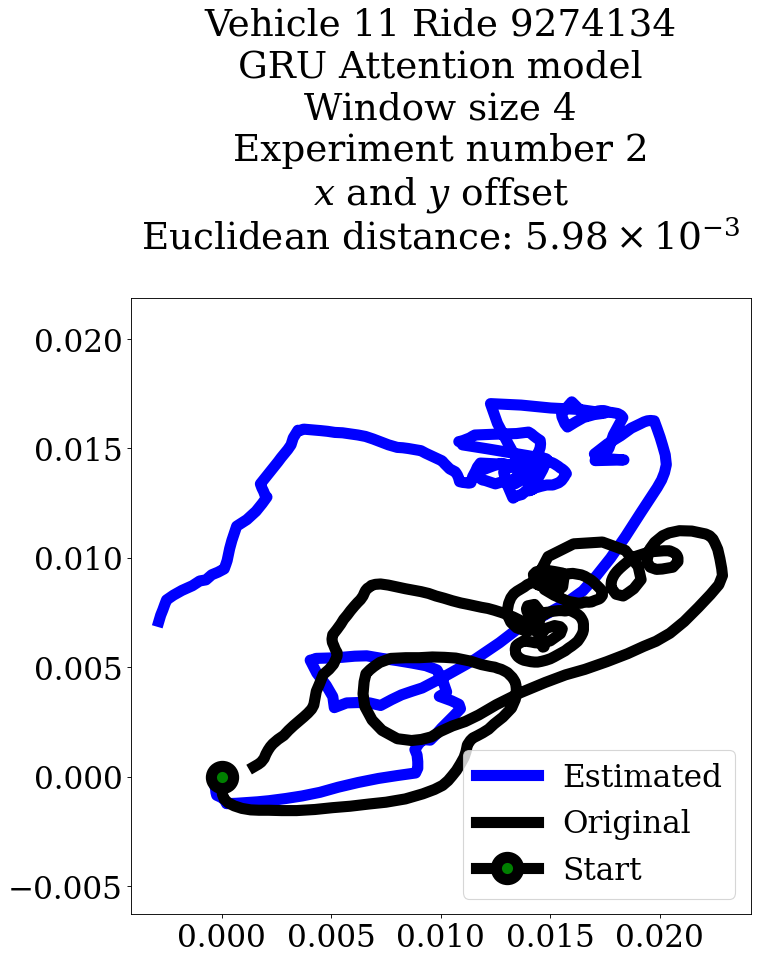 Vehicle 11 Ride 9274134
GRU Attention model
Window size 4
Experiment number 2
x and y offset
Euclidean distance: 5.98 × 10⁻³
0.020
0.015
0.010
0.005
0.000
−0.005
Estimated
Original
Start
0.000 0.005 0.010 0.015 0.020